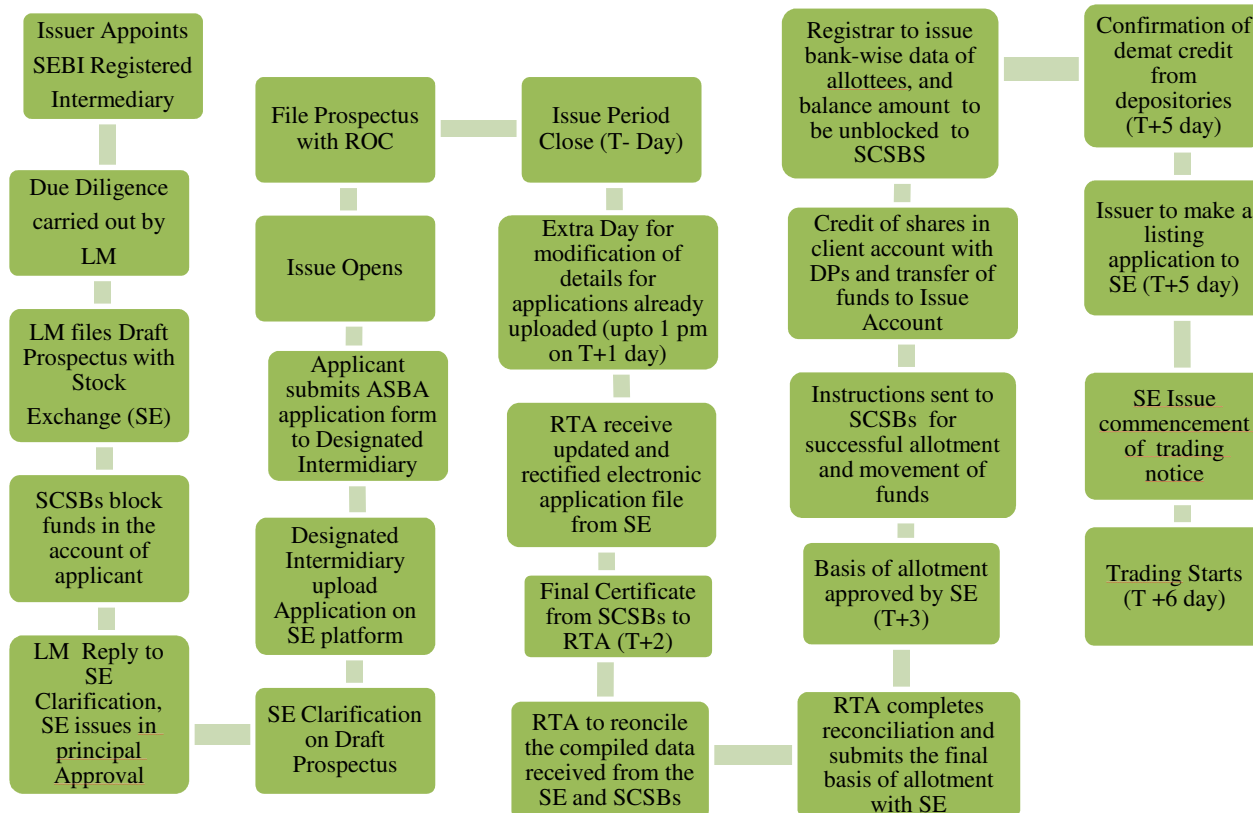 Issuer Appoints
SEBI Registered
Intermediary
Due Diligence
carried out by
LM
LM files Draft
Prospectus with
Stock
Exchange (SE)
SCSBs block
funds in the
account of
applicant
LM Reply to
SE
Clarification,
SE issues in
principal
Approval
SE Clarification
on Draft
Prospectus
Designated
Intermidiary
upload
Application on
SE platform
Applicant
submits ASBA
application form
to Designated
Intermidiary
Issue Opens
File Prospectus
with ROC
Issue Period
Close (T- Day)
Extra Day for
modification of
details for
applications already
uploaded (upto 1 pm
on T+1 day)
RTA receive
updated and
rectified electronic
application file
from SE
Final Certificate
from SCSBs to
RTA (T+2)
RTA to reconcile
the compiled data
received from the
SE and SCSBs
RTA completes
reconciliation and
submits the final
basis of allotment
with SE
Basis of allotment
approved by SE
(T+3)
Instructions sent to
SCSBs for
successful allotment
and movement of
funds
Credit of shares in
client account with
DPs and transfer of
funds to Issue
Account
Registrar to issue
bank-wise data of
allottees, and
balance amount to
be unblocked to
SCSBS
Confirmation of
demat credit
from
depositories
(T+5 day)
Issuer to make a
listing
application to
SE (T+5 day)
SE Issue
commencement
of trading
notice
Trading Starts
(T +6 day)